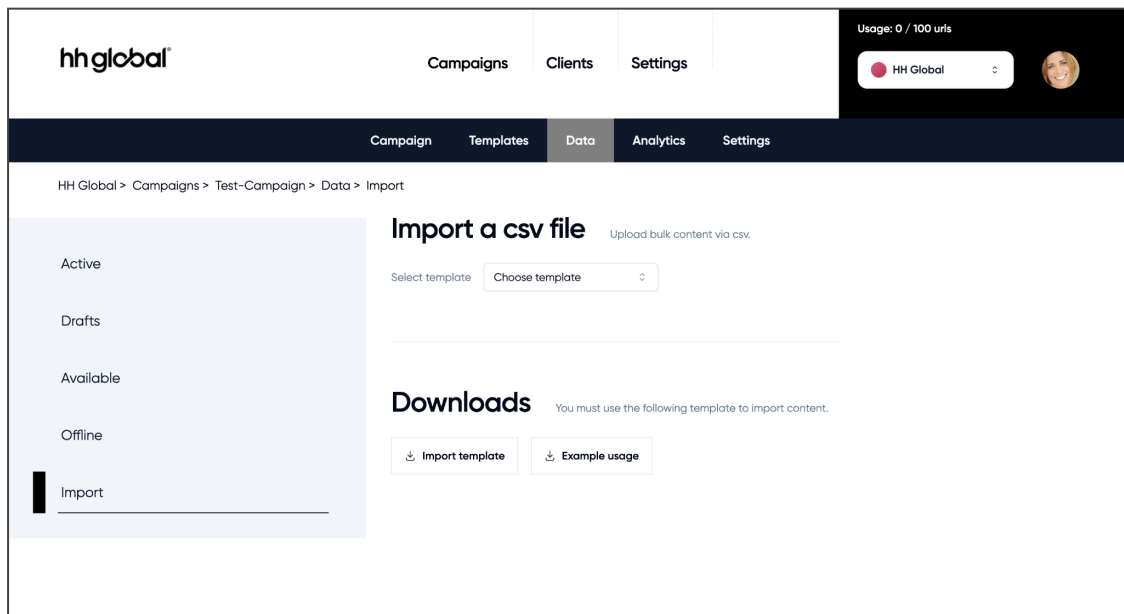 Usage: 0 / 100 urls
hh global®
Campaigns Clients Settings
HH Global
Campaign Templates Data Analytics Settings
HH Global > Campaigns > Test-Campaign > Data > Import
Import a csv file Upload bulk content via csv.
Active
Select template Choose template
Drafts
Available
Downloads You must use the following template to import content.
Offline
Import template Example usage
Import